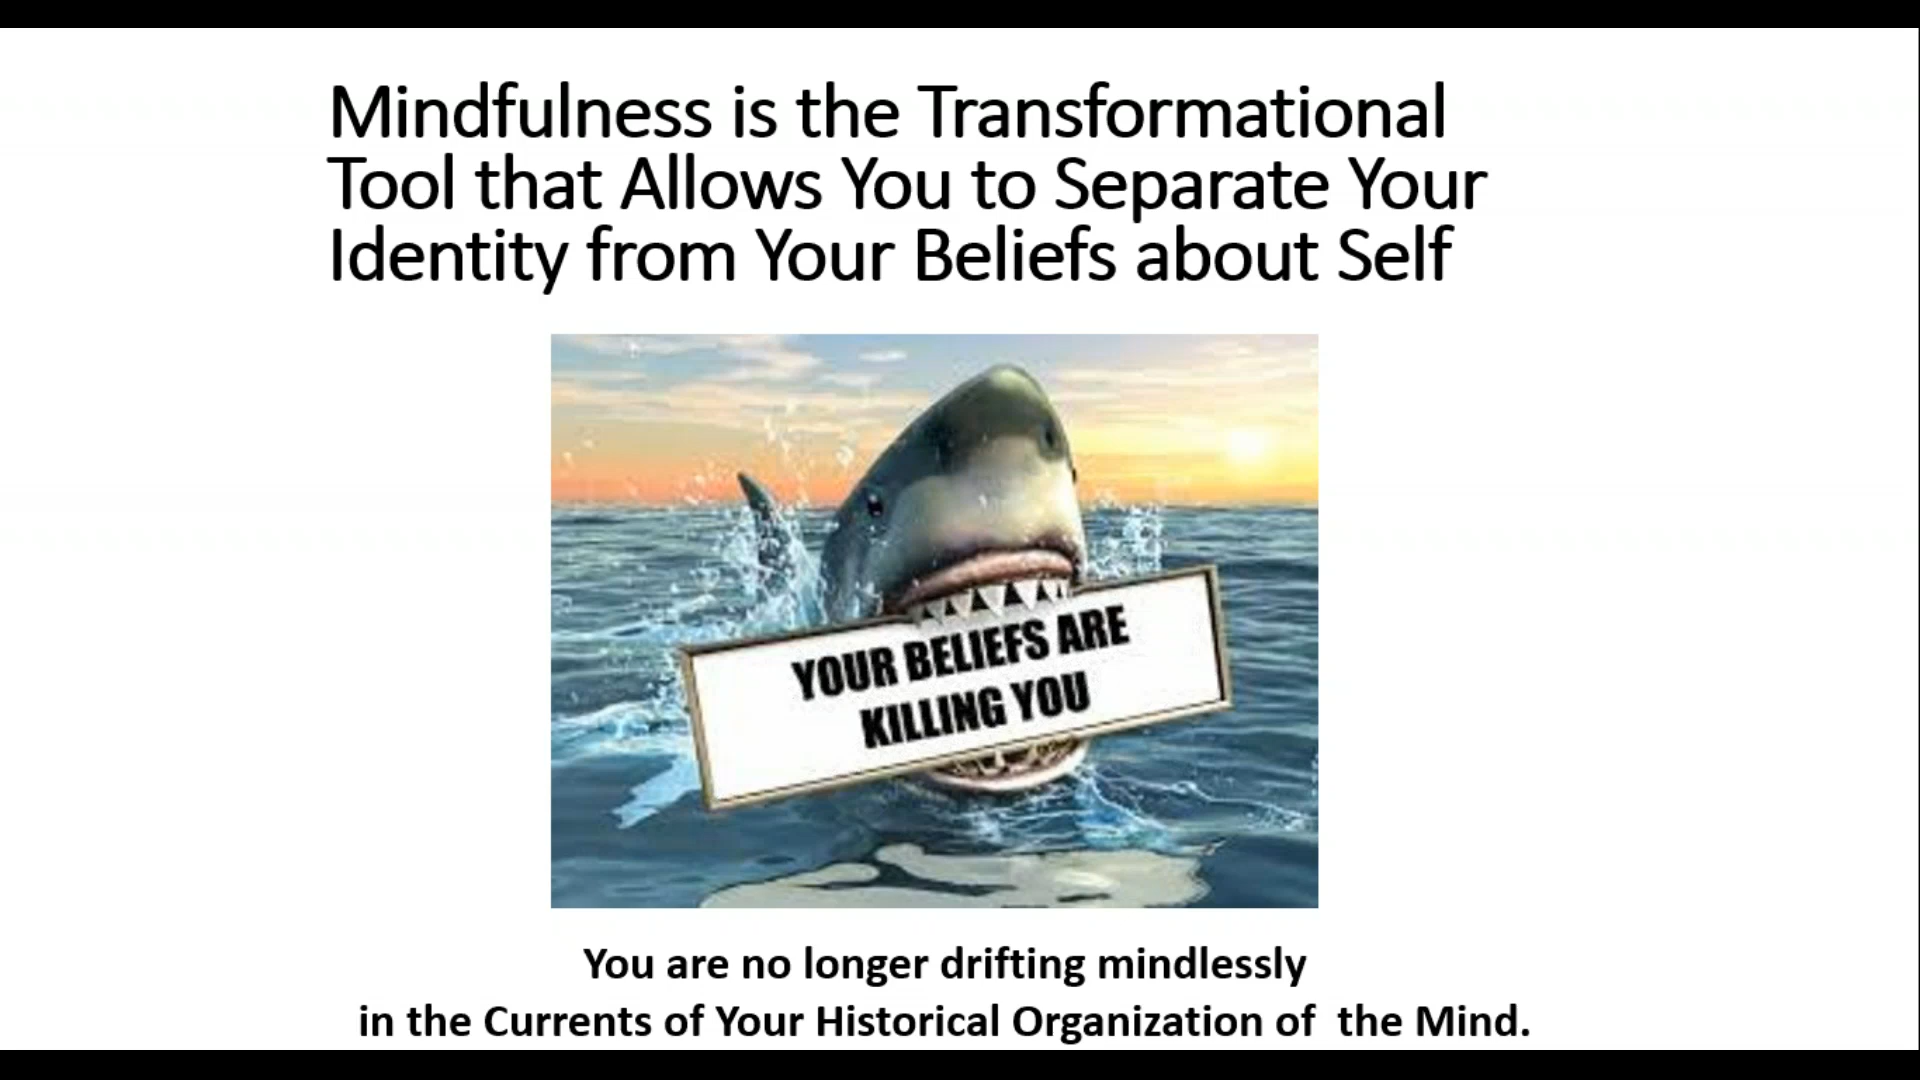 Mindfulness is the Transformational
Tool that Allows You to Separate Your
Identity from Your Beliefs about Self
YOUR BELIEFS ARE
KILLING YOU
You are no longer drifting mindlessly
in the Currents of Your Historical Organization of the Mind.